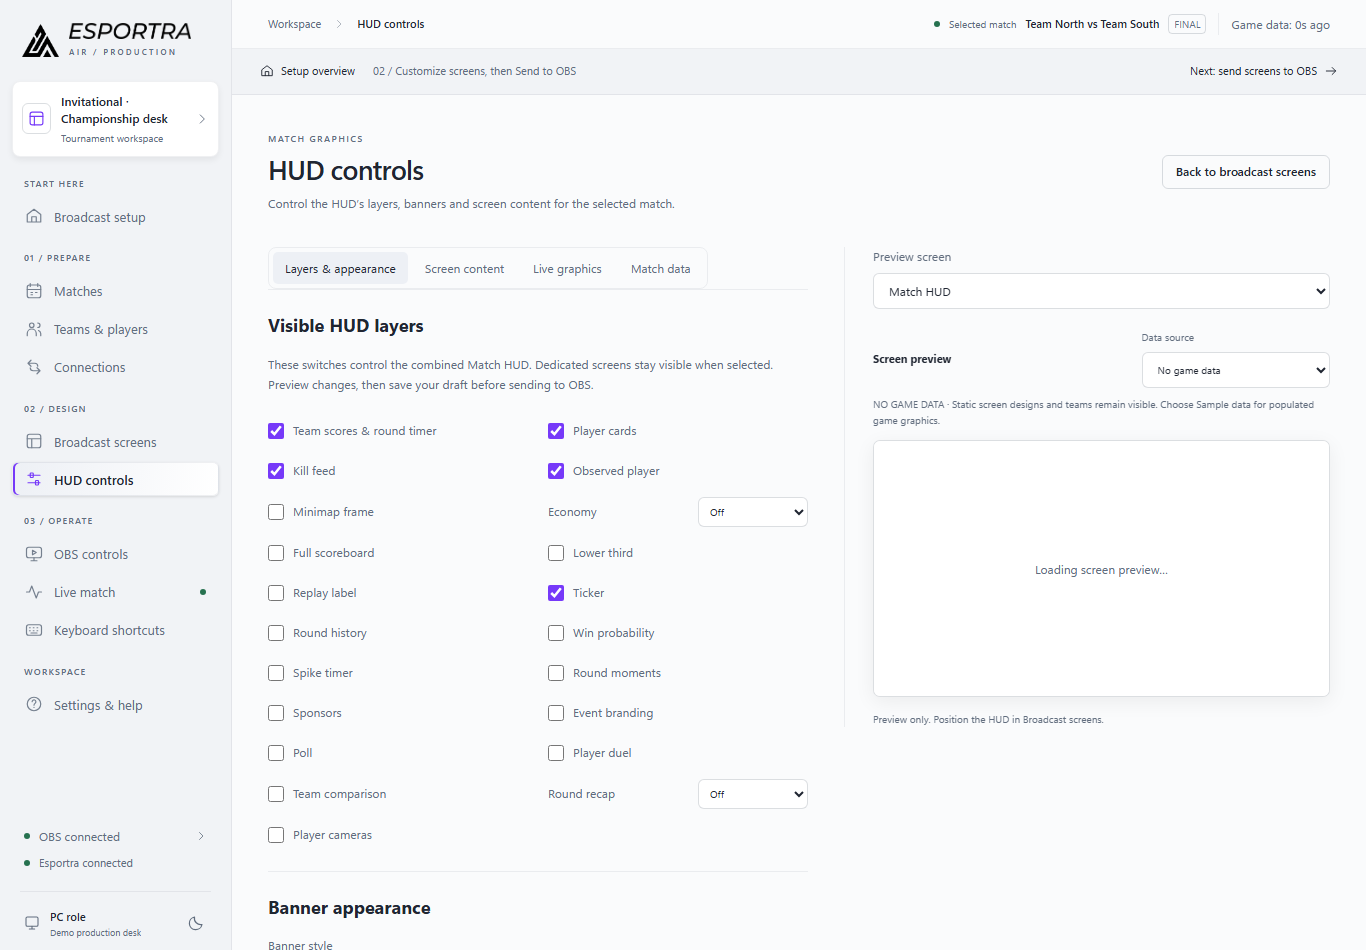 ESPORTRA
AIR / PRODUCTION
Invitational ·
Championship desk
Tournament workspace
START HERE
Broadcast setup
01 / PREPARE
Matches
Teams & players
Connections
02 / DESIGN
Broadcast screens
HUD controls
03 / OPERATE
OBS controls
Live match
Keyboard shortcuts
WORKSPACE
Settings & help
OBS connected
Esportra connected
PC role
Demo production desk
Workspace HUD controls
Selected match Team North vs Team South FINAL Game data: 0s ago
Setup overview 02 / Customize screens, then Send to OBS Next: send screens to OBS
MATCH GRAPHICS
HUD controls
Control the HUD's layers, banners and screen content for the selected match.
Back to broadcast screens
Layers & appearance Screen content Live graphics Match data
Visible HUD layers
These switches control the combined Match HUD. Dedicated screens stay visible when selected.
Preview changes, then save your draft before sending to OBS.
Team scores & round timer Player cards
Kill feed Observed player
Minimap frame Economy Off
Full scoreboard Lower third
Replay label Ticker
Round history Win probability
Spike timer Round moments
Sponsors Event branding
Poll Player duel
Team comparison Round recap Off
Player cameras
Banner appearance
Banner style
Preview screen
Match HUD
Data source
Screen preview No game data
NO GAME DATA · Static screen designs and teams remain visible. Choose Sample data for populated
game graphics.
Loading screen preview...
Preview only. Position the HUD in Broadcast screens.